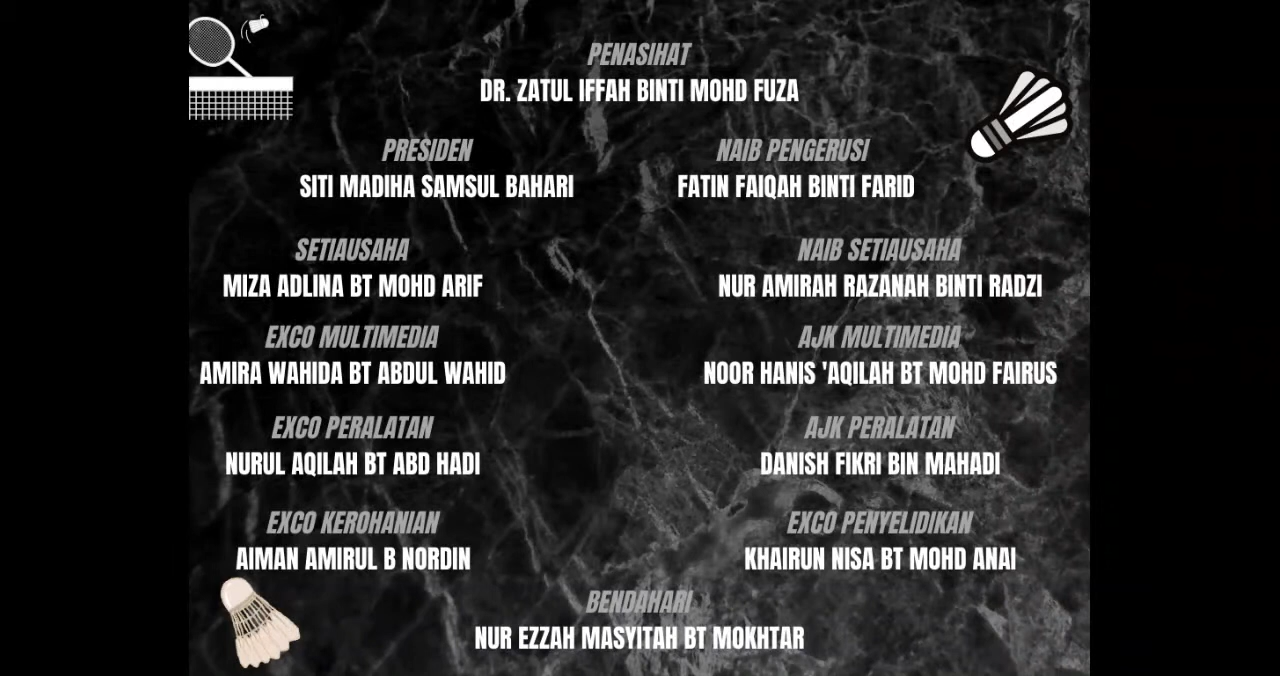 PENASIHAT
DR. ZATUL IFFAH BINTI MOHD FUZA
PRESIDEN
SITI MADIHA SAMSUL BAHARI
NAIB PENGERUSI
FATIN FAIQAH BINTI FARID
SETIAUSAHA
MIZA ADLINA BT MOHD ARIF
NAIB SETIAUSAHA
NUR AMIRAH RAZANAH BINTI RADZI
EXCO MULTIMEDIA
AMIRA WAHIDA BT ABDUL WAHID
AJK MULTIMEDIA
NOOR HANIS 'AQILAH BT MOHD FAIRUS
EXCO PERALATAN
NURUL AQILAH BT ABD HADI
AJK PERALATAN
DANISH FIKRI BIN MAHADI
EXCO KEROHANIAN
AIMAN AMIRUL B NORDIN
EXCO PENYELIDIKAN
KHAIRUN NISA BT MOHD ANAI
BENDAHARI
NUR EZZAH MASYITAH BT MOKHTAR